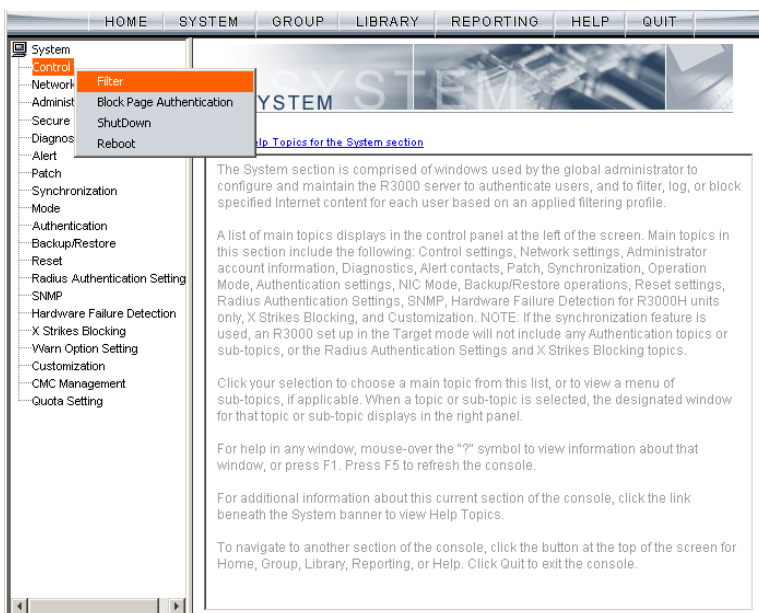 HOME SYSTEM GROUP LIBRARY REPORTING HELP QUIT
System
Control
Network
Administ
Secure
Diagnos
Alert
Patch
Synchronization
Mode
Authentication
Backup/Restore
Reset
Radius Authentication Setting
SNMP
Hardware Failure Detection
X Strikes Blocking
Warn Option Setting
Customization
CMC Management
Quota Setting
Filter
Block Page Authentication
ShutDown
Reboot
SYSTEM
YSTEM
elp Topics for the System section
The System section is comprised of windows used by the global administrator to
configure and maintain the R3000 server to authenticate users, and to filter, log, or block
specified Internet content for each user based on an applied filtering profile.
A list of main topics displays in the control panel at the left of the screen. Main topics in
this section include the following: Control settings, Network settings, Administrator
account information, Diagnostics, Alert contacts, Patch, Synchronization, Operation
Mode, Authentication settings, NIC Mode, Backup/Restore operations, Reset settings,
Radius Authentication Settings, SNMP, Hardware Failure Detection for R3000H units
only, X Strikes Blocking, and Customization. NOTE: If the synchronization feature is
used, an R3000 set up in the Target mode will not include any Authentication topics or
sub-topics, or the Radius Authentication Settings and X Strikes Blocking topics.
Click your selection to choose a main topic from this list, or to view a menu of
sub-topics, if applicable. When a topic or sub-topic is selected, the designated window
for that topic or sub-topic displays in the right panel.
For help in any window, mouse-over the "?" symbol to view information about that
window, or press F1. Press F5 to refresh the console.
For additional information about this current section of the console, click the link
beneath the System banner to view Help Topics.
To navigate to another section of the console, click the button at the top of the screen for
Home, Group, Library, Reporting, or Help. Click Quit to exit the console.